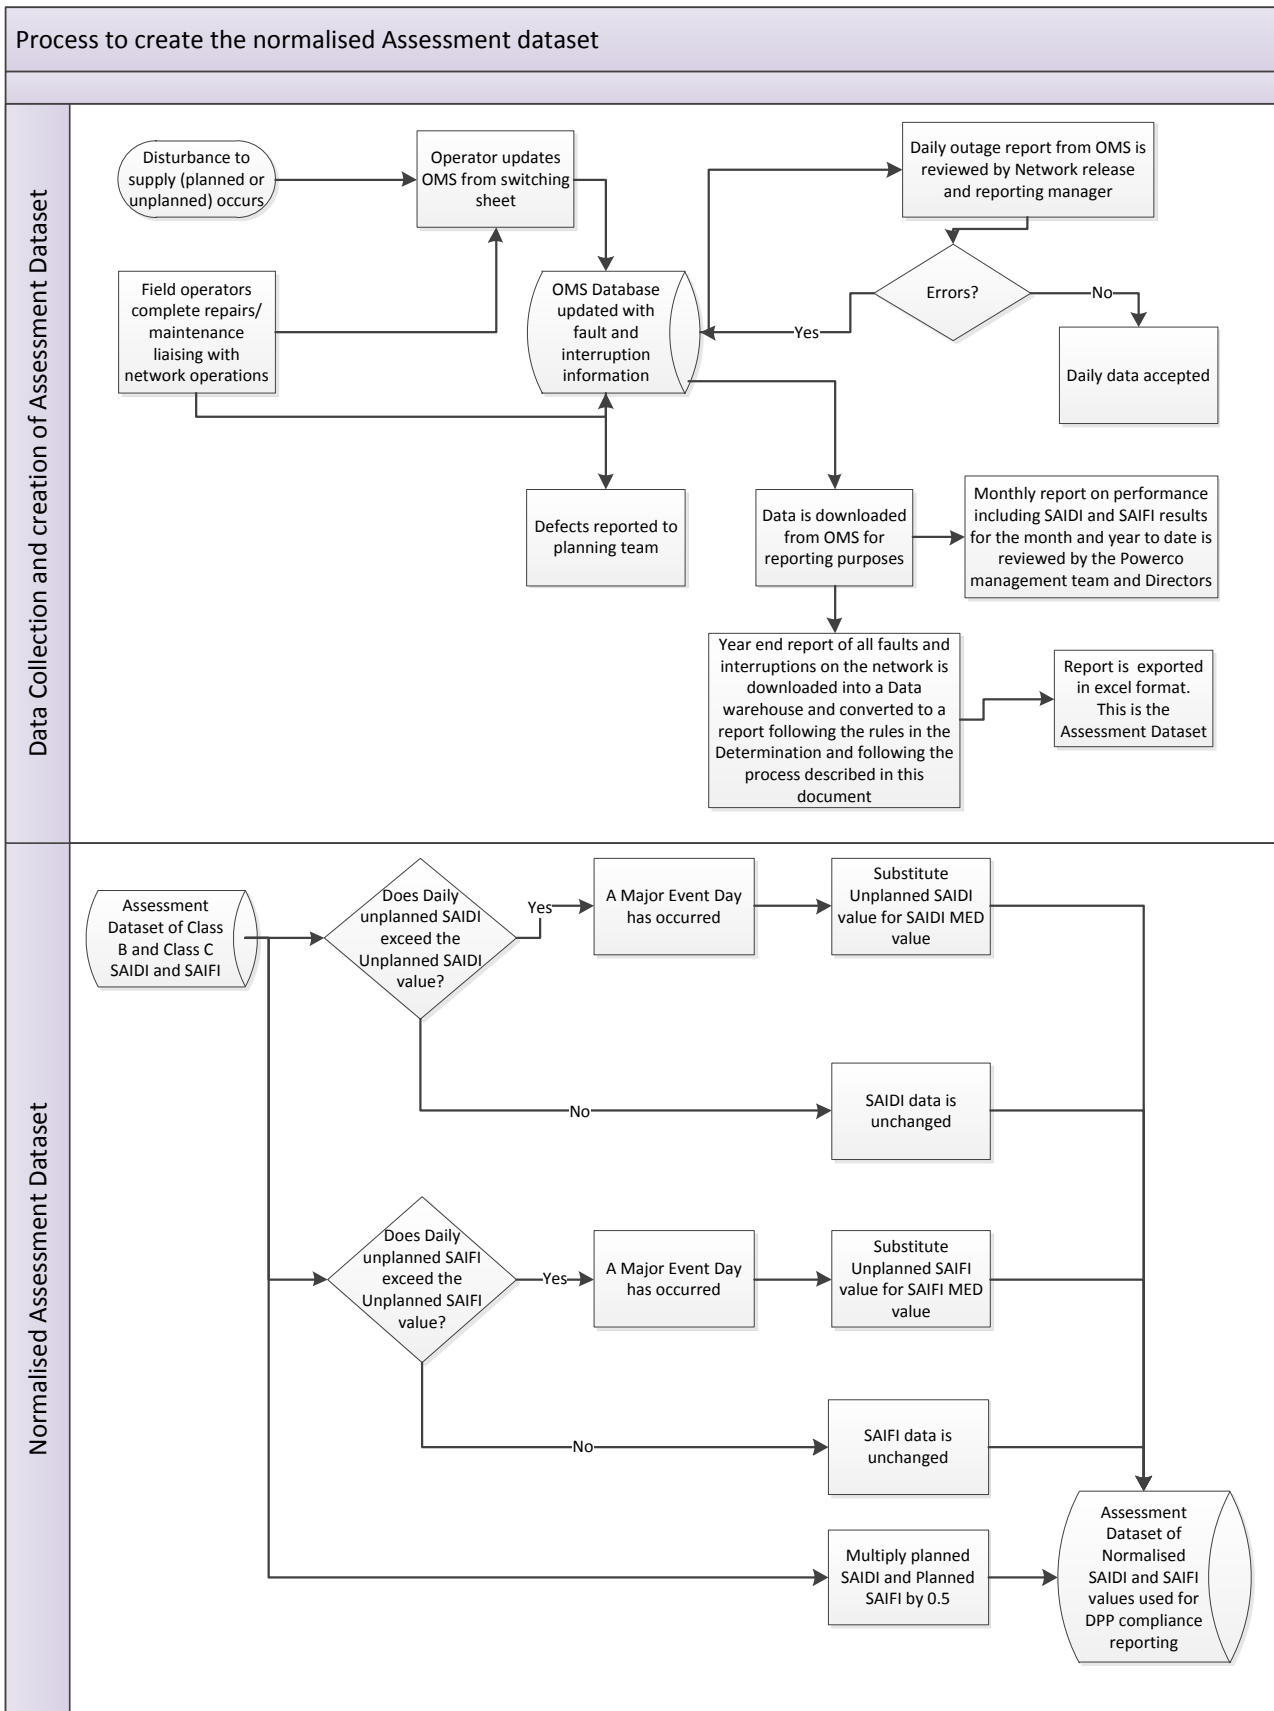 Process to create the normalised Assessment dataset
Data Collection and creation of Assessment Dataset
Disturbance to
supply (planned or
unplanned) occurs
Operator updates
OMS from switching
sheet
Daily outage report from OMS is
reviewed by Network release
and reporting manager
Field operators
complete repairs/
maintenance
liaising with
network operations
OMS Database
updated with
fault and
interruption
information
Errors?
Yes
No
Daily data accepted
Defects reported to
planning team
Data is downloaded
from OMS for
reporting purposes
Monthly report on performance
including SAIDI and SAIFI results
for the month and year to date is
reviewed by the Powerco
management team and Directors
Year end report of all faults and
interruptions on the network is
downloaded into a Data
warehouse and converted to a
report following the rules in the
Determination and following the
process described in this
document
Report is exported
in excel format.
This is the
Assessment Dataset
Normalised Assessment Dataset
Assessment
Dataset of Class
B and Class C
SAIDI and SAIFI
Does Daily
unplanned SAIDI
exceed the
Unplanned SAIDI
value?
Yes
A Major Event Day
has occurred
Substitute
Unplanned SAIDI
value for SAIDI MED
value
No
SAIDI data is
unchanged
Does Daily
unplanned SAIFI
exceed the
Unplanned SAIFI
value?
Yes
A Major Event Day
has occurred
Substitute
Unplanned SAIFI
value for SAIFI MED
value
No
SAIFI data is
unchanged
Multiply planned
SAIDI and Planned
SAIFI by 0.5
Assessment
Dataset of
Normalised
SAIDI and SAIFI
values used for
DPP compliance
reporting